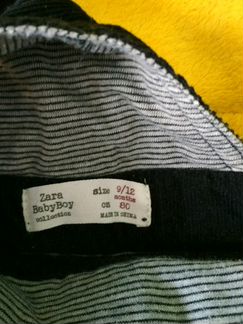 Zara
BabyBoy
collection
size 9/12
months
cm 80
MADE IN CHINA